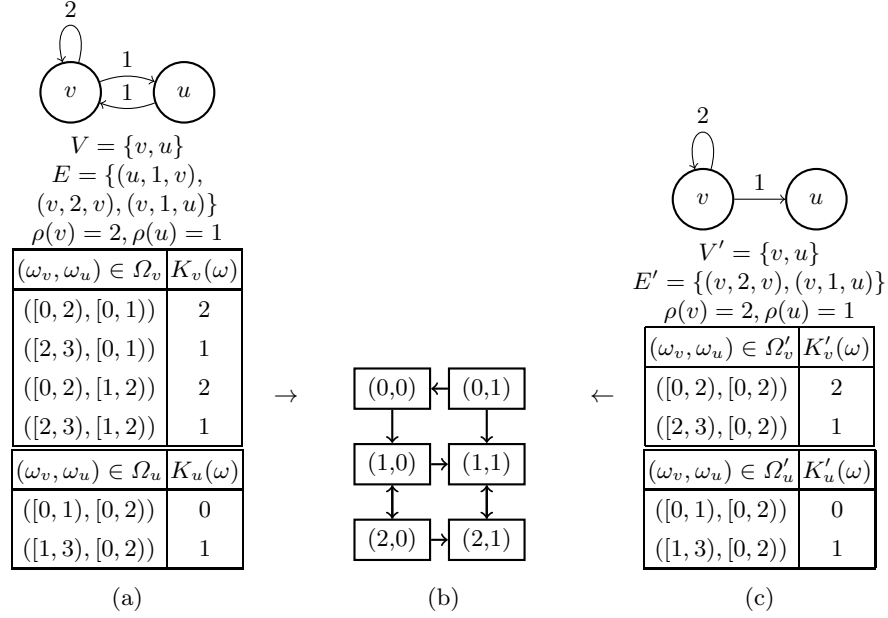 2
1
v
u
1
V = {v, u}
E = {(u, 1, v),
(v, 2, v), (v, 1, u)}
ρ(v) = 2, ρ(u) = 1
(ω_v, ω_u) ∈ Ω_v K_v(ω)
([0, 2), [0, 1)) 2
([2, 3), [0, 1)) 1
([0, 2), [1, 2)) 2
([2, 3), [1, 2)) 1
(ω_v, ω_u) ∈ Ω_u K_u(ω)
([0, 1), [0, 2)) 0
([1, 3), [0, 2)) 1
(a)
→
(0,0) (0,1)
(1,0) (1,1)
(2,0) (2,1)
(b)
←
2
1
v
u
V′ = {v, u}
E′ = {(v, 2, v), (v, 1, u)}
ρ(v) = 2, ρ(u) = 1
(ω_v, ω_u) ∈ Ω′_v K′_v(ω)
([0, 2), [0, 2)) 2
([2, 3), [0, 2)) 1
(ω_v, ω_u) ∈ Ω′_u K′_u(ω)
([0, 1), [0, 2)) 0
([1, 3), [0, 2)) 1
(c)